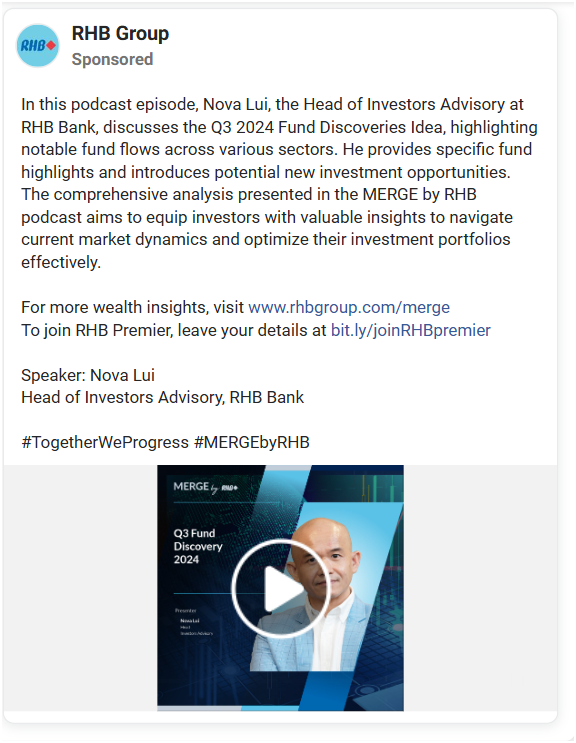 RHB
RHB Group
Sponsored
In this podcast episode, Nova Lui, the Head of Investors Advisory at
RHB Bank, discusses the Q3 2024 Fund Discoveries Idea, highlighting
notable fund flows across various sectors. He provides specific fund
highlights and introduces potential new investment opportunities.
The comprehensive analysis presented in the MERGE by RHB
podcast aims to equip investors with valuable insights to navigate
current market dynamics and optimize their investment portfolios
effectively.
For more wealth insights, visit www.rhbgroup.com/merge
To join RHB Premier, leave your details at bit.ly/joinRHBpremier
Speaker: Nova Lui
Head of Investors Advisory, RHB Bank
#TogetherWeProgress #MERGEbyRHB
MERGE by RHB
Q3 Fund
Discovery
2024
Presenter
Nova Lui
Head
Investors Advisory